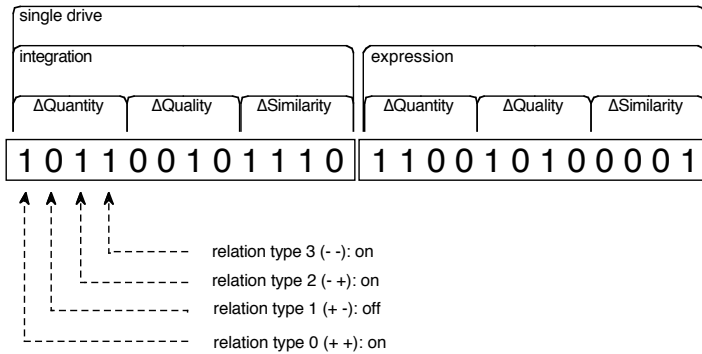 single drive
integration expression
ΔQuantity ΔQuality ΔSimilarity ΔQuantity ΔQuality ΔSimilarity
1 0 1 1 0 0 1 0 1 1 1 0 1 1 0 0 1 0 1 0 0 0 0 1
relation type 3 (- -): on
relation type 2 (- +): on
relation type 1 (+ -): off
relation type 0 (+ +): on